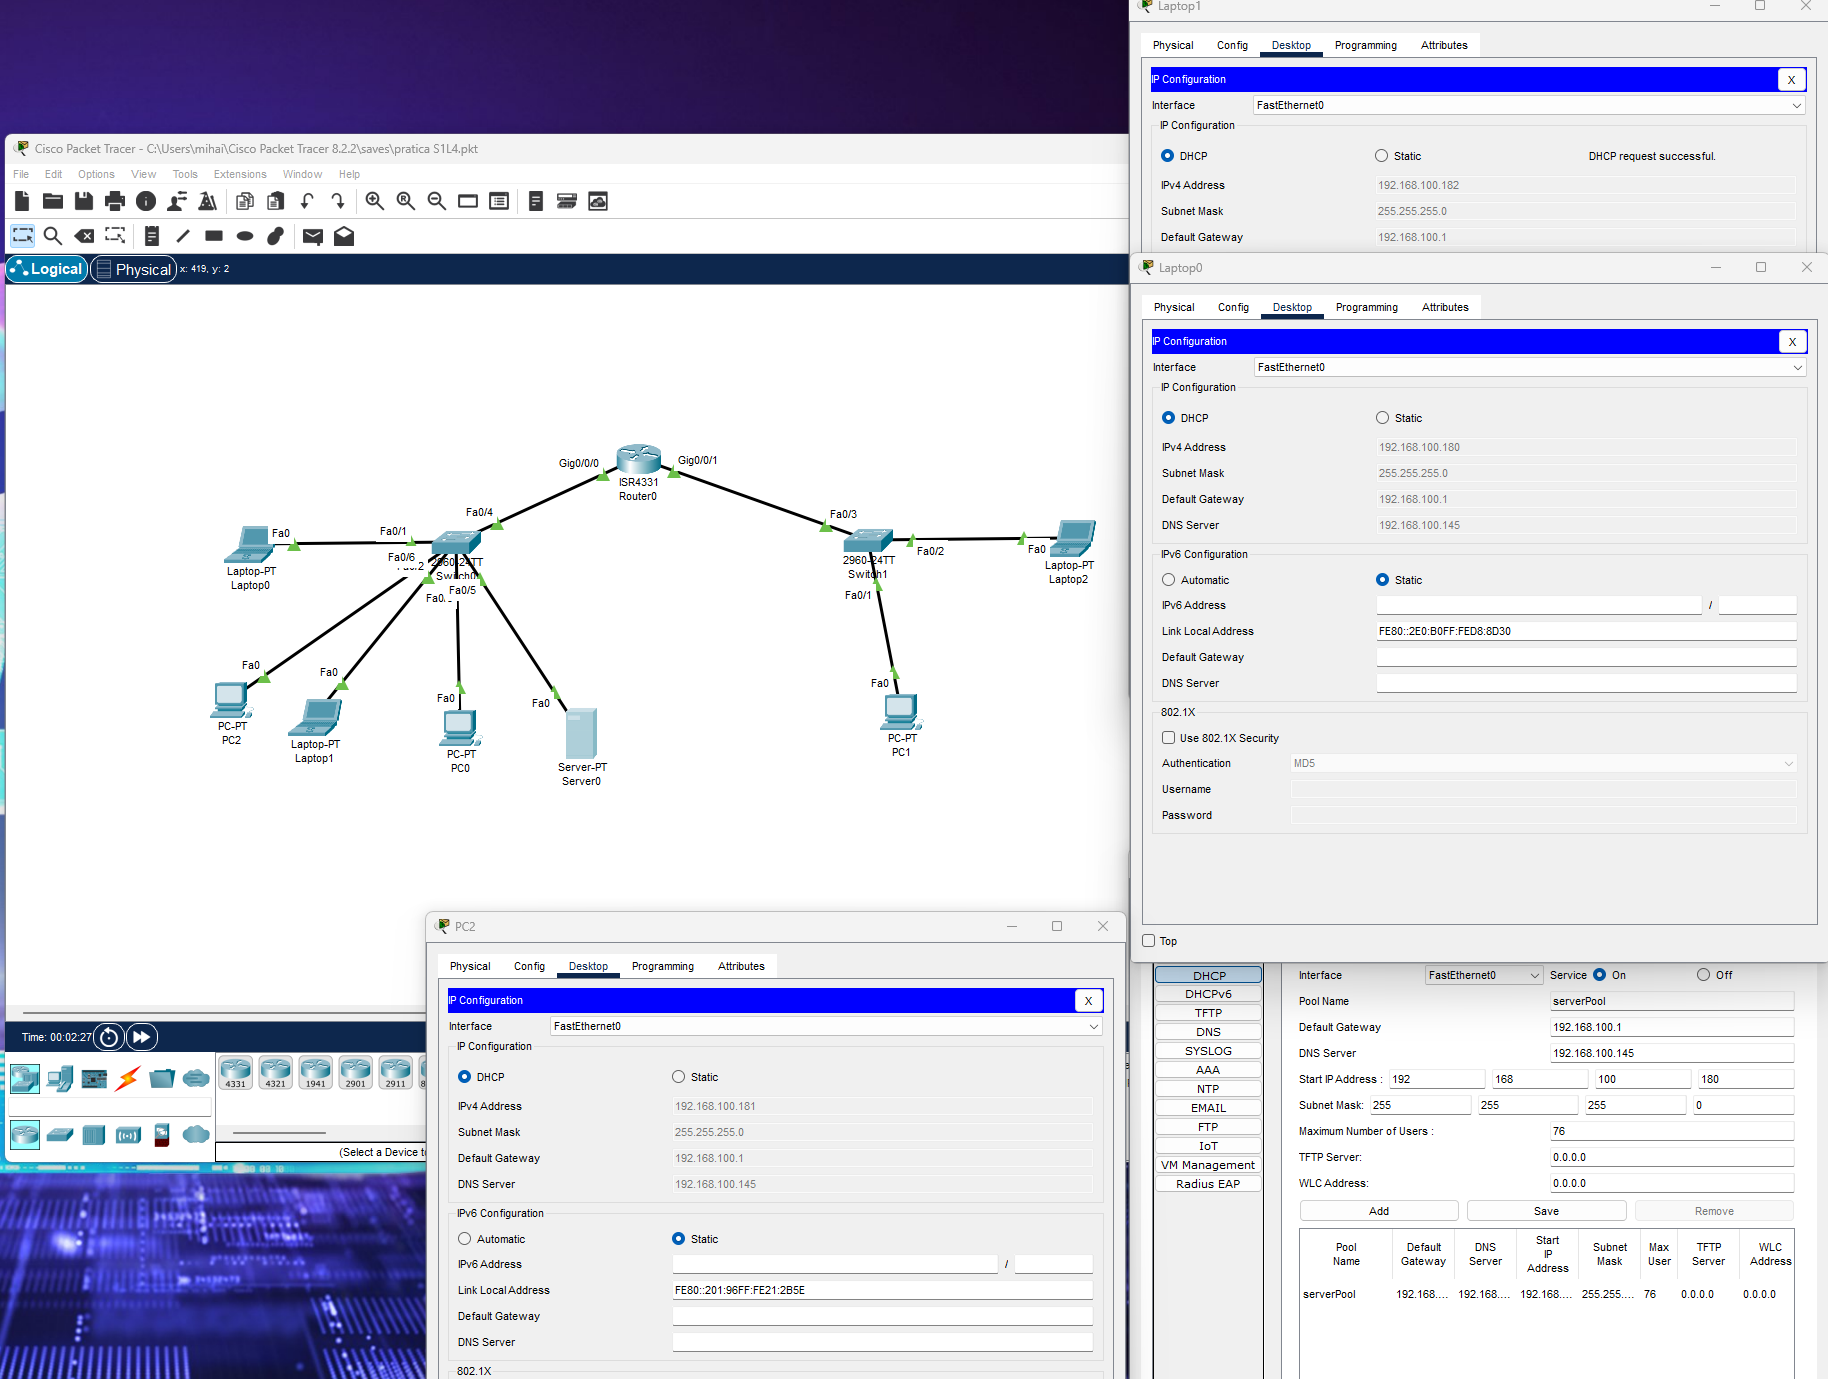 Laptop1
Physical Config Desktop Programming Attributes
IP Configuration X
Interface FastEthernet0
IP Configuration
DHCP Static DHCP request successful.
IPv4 Address 192.168.100.182
Subnet Mask 255.255.255.0
Default Gateway 192.168.100.1
Cisco Packet Tracer - C:\Users\mihai\Cisco Packet Tracer 8.2.2\saves\pratica S1L4.pkt
File Edit Options View Tools Extensions Window Help
Logical Physical x: 419, y: 2
Gig0/0/0 Gig0/0/1
ISR4331
Router0
Fa0/4 Fa0/3
Fa0 Fa0/1
Fa0/6
2960-24TT
Switch0
Fa0/5
Laptop-PT
Laptop0
2960-24TT
Switch1
Fa0/1
Fa0/2 Fa0
Laptop-PT
Laptop2
Fa0
PC-PT
PC2
Fa0
Laptop-PT
Laptop1
Fa0
PC-PT
PC0
Fa0
Server-PT
Server0
Fa0
PC-PT
PC1
Time: 00:02:27
4331 4321 1941 2901 2911
(Select a Device to
Laptop0
Physical Config Desktop Programming Attributes
IP Configuration X
Interface FastEthernet0
IP Configuration
DHCP Static
IPv4 Address 192.168.100.180
Subnet Mask 255.255.255.0
Default Gateway 192.168.100.1
DNS Server 192.168.100.145
IPv6 Configuration
Automatic Static
IPv6 Address /
Link Local Address FE80::2E0:B0FF:FED8:8D30
Default Gateway
DNS Server
802.1X
Use 802.1X Security
Authentication MD5
Username
Password
Top
PC2
Physical Config Desktop Programming Attributes
IP Configuration X
Interface FastEthernet0
IP Configuration
DHCP Static
IPv4 Address 192.168.100.181
Subnet Mask 255.255.255.0
Default Gateway 192.168.100.1
DNS Server 192.168.100.145
IPv6 Configuration
Automatic Static
IPv6 Address /
Link Local Address FE80::201:96FF:FE21:2B5E
Default Gateway
DNS Server
802.1X
DHCP
DHCPv6
TFTP
DNS
SYSLOG
AAA
NTP
EMAIL
FTP
IoT
VM Management
Radius EAP
Interface FastEthernet0 Service On Off
Pool Name serverPool
Default Gateway 192.168.100.1
DNS Server 192.168.100.145
Start IP Address : 192 168 100 180
Subnet Mask: 255 255 255 0
Maximum Number of Users : 76
TFTP Server: 0.0.0.0
WLC Address: 0.0.0.0
Add Save Remove
Pool Name Default Gateway DNS Server Start IP Address Subnet Mask Max User TFTP Server WLC Address
serverPool 192.168.... 192.168.... 192.168.... 255.255.... 76 0.0.0.0 0.0.0.0